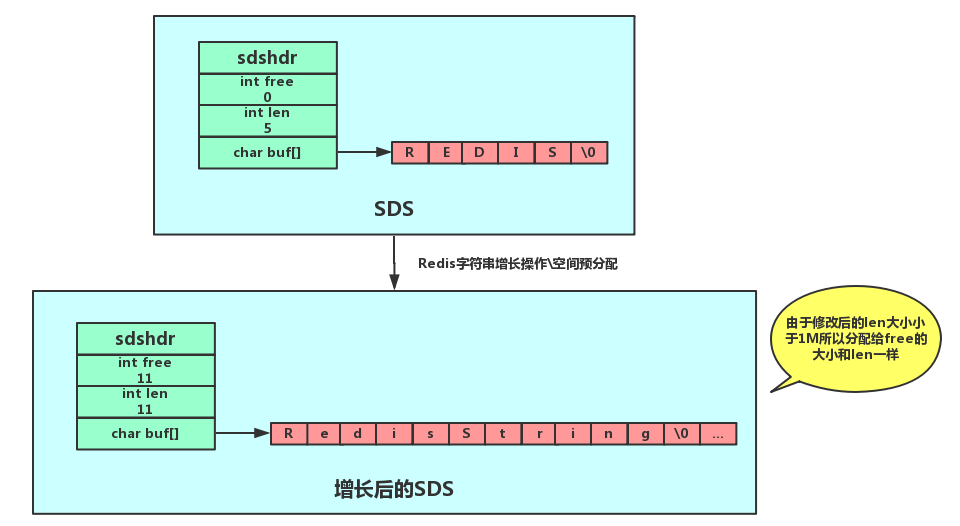 sdshdr
int free
0
int len
5
char buf[]
R E D I S \0
SDS
Redis字符串增长操作\空间预分配
由于修改后的len大小小
于1M所以分配给free的
大小和len一样
sdshdr
int free
11
int len
11
char buf[]
R e d i s S t r i n g \0 ...
增长后的SDS